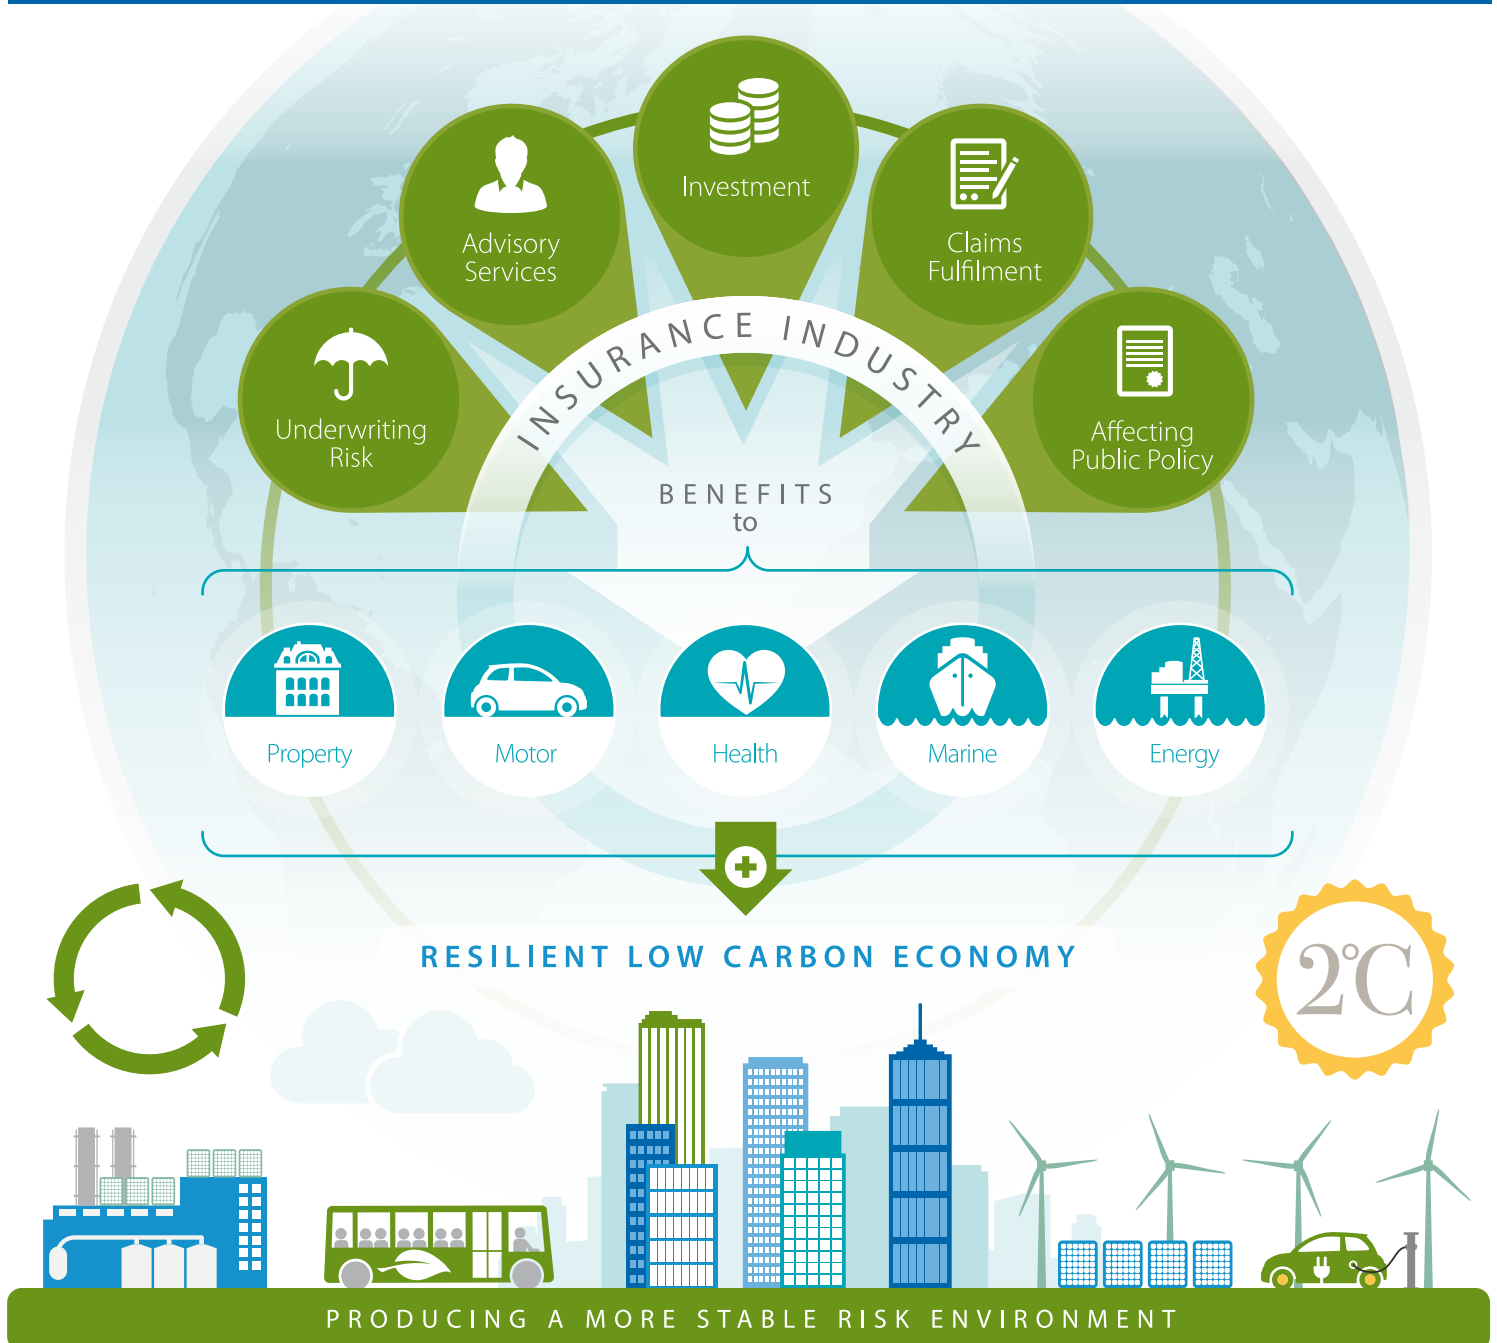 Investment
Advisory
Services
Claims
Fulfilment
Underwriting
Risk
Affecting
Public Policy
INSURANCE INDUSTRY
BENEFITS
to
Property
Motor
Health
Marine
Energy
RESILIENT LOW CARBON ECONOMY
2°C
PRODUCING A MORE STABLE RISK ENVIRONMENT